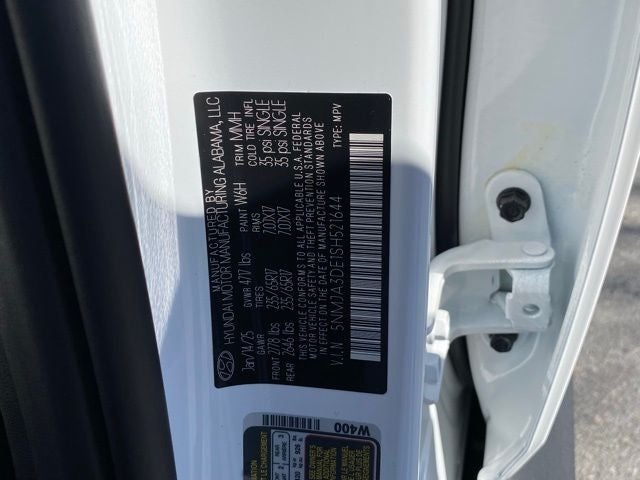 MANUFACTURED BY
HYUNDAI MOTOR MANUFACTURING ALABAMA, LLC
Jan/14/25 PAINT W6H TRIM MMH
GVWR 4717 lbs
GAWR TIRES RIMS COLD TIRE INFL
FRONT 2778 lbs 235/65R17 7.0JX17 35 psi SINGLE
REAR 2646 lbs 235/65R17 7.0JX17 35 psi SINGLE
THIS VEHICLE CONFORMS TO ALL APPLICABLE U.S.A. FEDERAL
MOTOR VEHICLE SAFETY, BUMPER, AND THEFT PREVENTION STANDARDS
IN EFFECT ON THE DATE OF MANUFACTURE SHOWN ABOVE
V.I.N 5NMJA3DE1SH521644 TYPE: MPV
W400